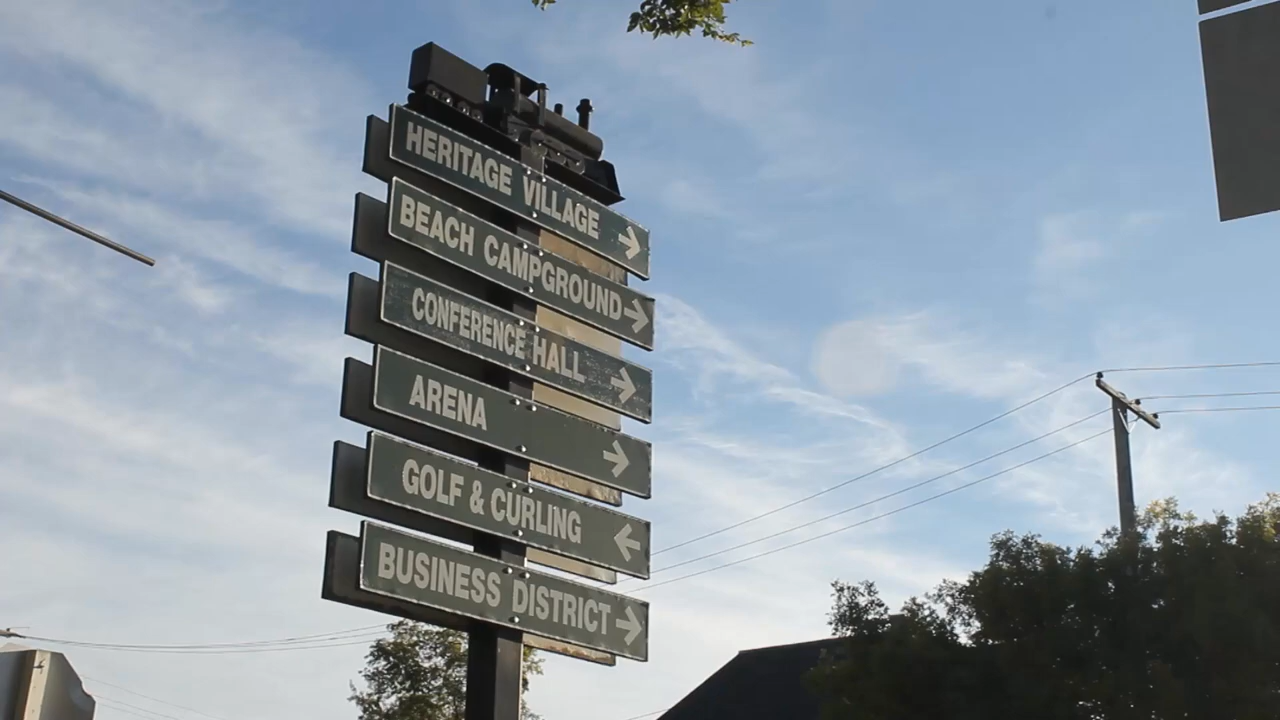 HERITAGE VILLAGE →
BEACH CAMPGROUND →
CONFERENCE HALL →
ARENA →
GOLF & CURLING ←
BUSINESS DISTRICT →